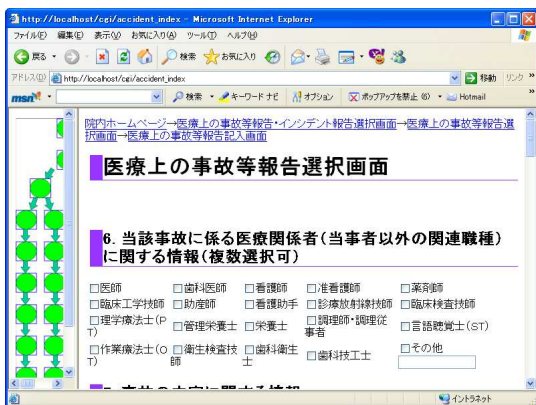 http://localhost/cgi/accident_index - Microsoft Internet Explorer
ファイル(F) 編集(E) 表示(V) お気に入り(A) ツール(T) ヘルプ(H)
戻る 検索 お気に入り
アドレス(D) http://localhost/cgi/accident_index 移動 リンク »
msn 検索 キーワード ナビ オプション ポップアップを禁止 (6) Hotmail »
院内ホームページ→医療上の事故等報告・インシデント報告選択画面→医療上の事故等報告選
択画面→医療上の事故等報告記入画面
医療上の事故等報告選択画面
6. 当該事故に係る医療関係者(当事者以外の関連職種)
に関する情報(複数選択可)
医師 歯科医師 看護師 准看護師 薬剤師
臨床工学技師 助産師 看護助手 診療放射線技師 臨床検査技師
理学療法士(P
T) 管理栄養士 栄養士 調理師・調理従
事者 言語聴覚士(ST)
作業療法士(O
T) 衛生検査技
師 歯科衛生
士 歯科技工士 その他
イントラネット